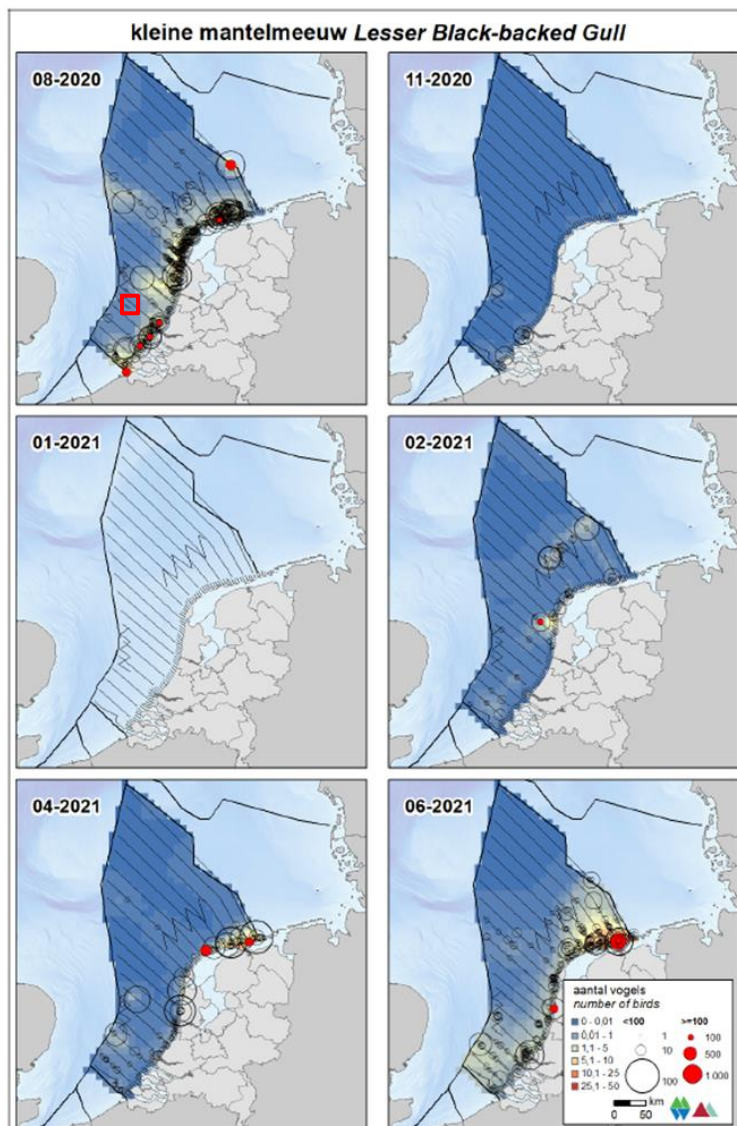 kleine mantelmeeuw Lesser Black-backed Gull
08-2020
11-2020
01-2021
02-2021
04-2021
06-2021
aantal vogels
number of birds
<100
>=100
0 - 0,01
0,01 - 1
1,1 - 5
5,1 - 10
10,1 - 25
25,1 - 50
1
10
100
100
500
1.000
km
0 50